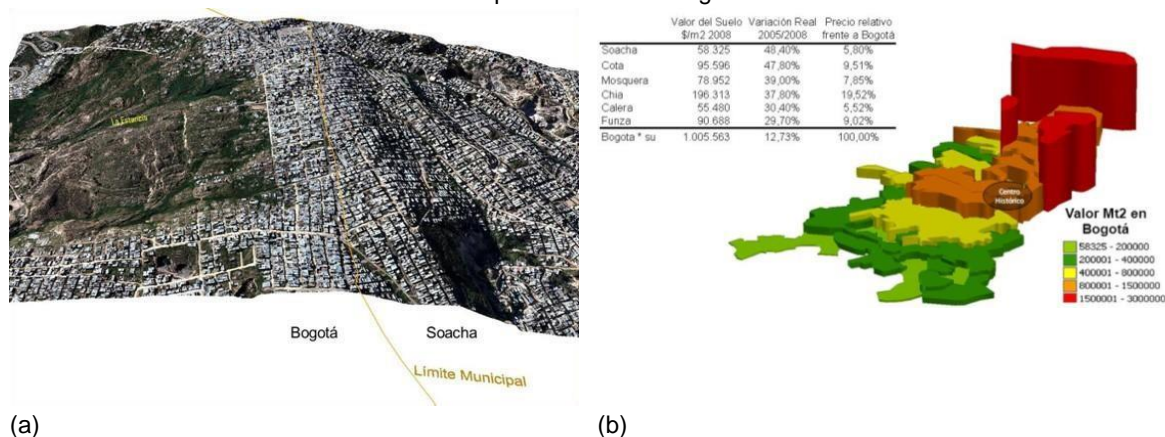 La Estancia
Bogotá
Soacha
Límite Municipal
(a)
Valor del Suelo Variación Real Precio relativo
$/m2 2008 2005/2008 frente a Bogotá
Soacha 58.325 48,40% 5,80%
Cota 95.596 47,80% 9,51%
Mosquera 78.952 39,00% 7,85%
Chia 196.313 37,80% 19,52%
Calera 55.480 30,40% 5,52%
Funza 90.688 29,70% 9,02%
Bogota * su 1.005.563 12,73% 100,00%
Centro
Histórico
Valor Mt2 en
Bogotá
58325 - 200000
200001 - 400000
400001 - 800000
800001 - 1500000
1500001 - 3000000
(b)